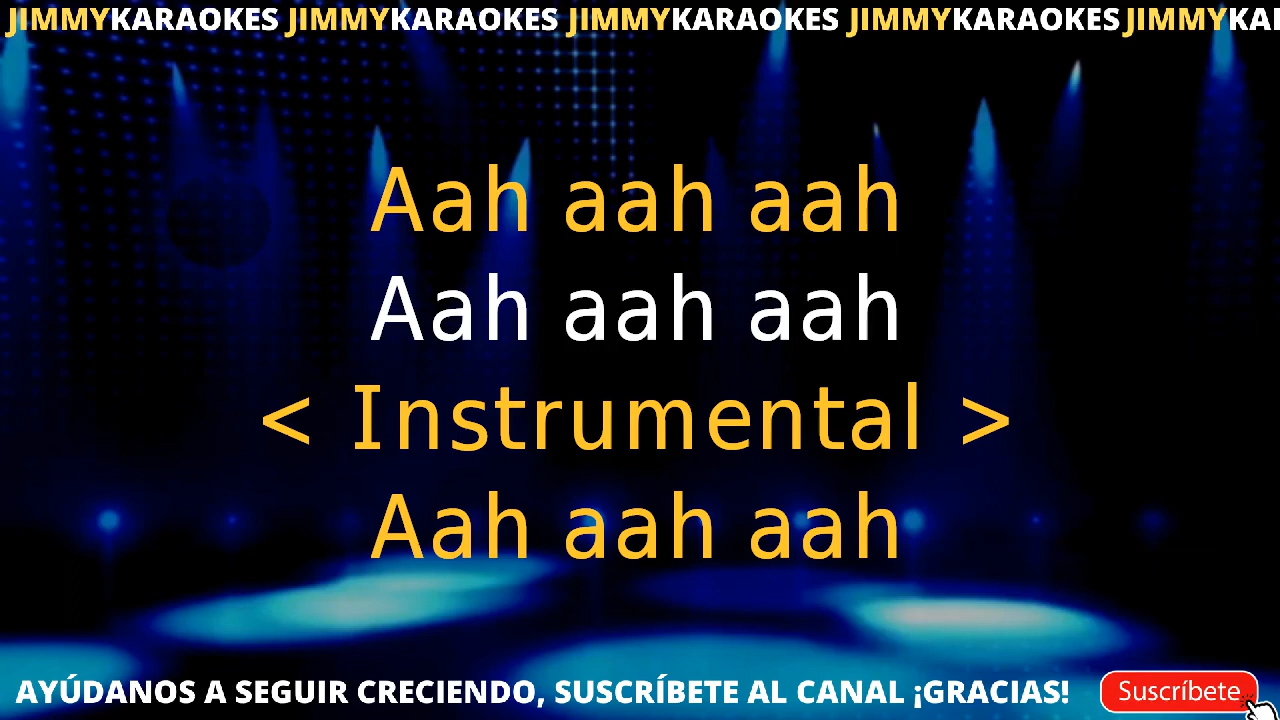 JIMMYKARAOKES JIMMYKARAOKES JIMMYKARAOKES JIMMYKARAOKES JIMMYKA
Aah aah aah
Aah aah aah
< Instrumental >
Aah aah aah
AYÚDANOS A SEGUIR CRECIENDO, SUSCRÍBETE AL CANAL ¡GRACIAS! Suscríbete